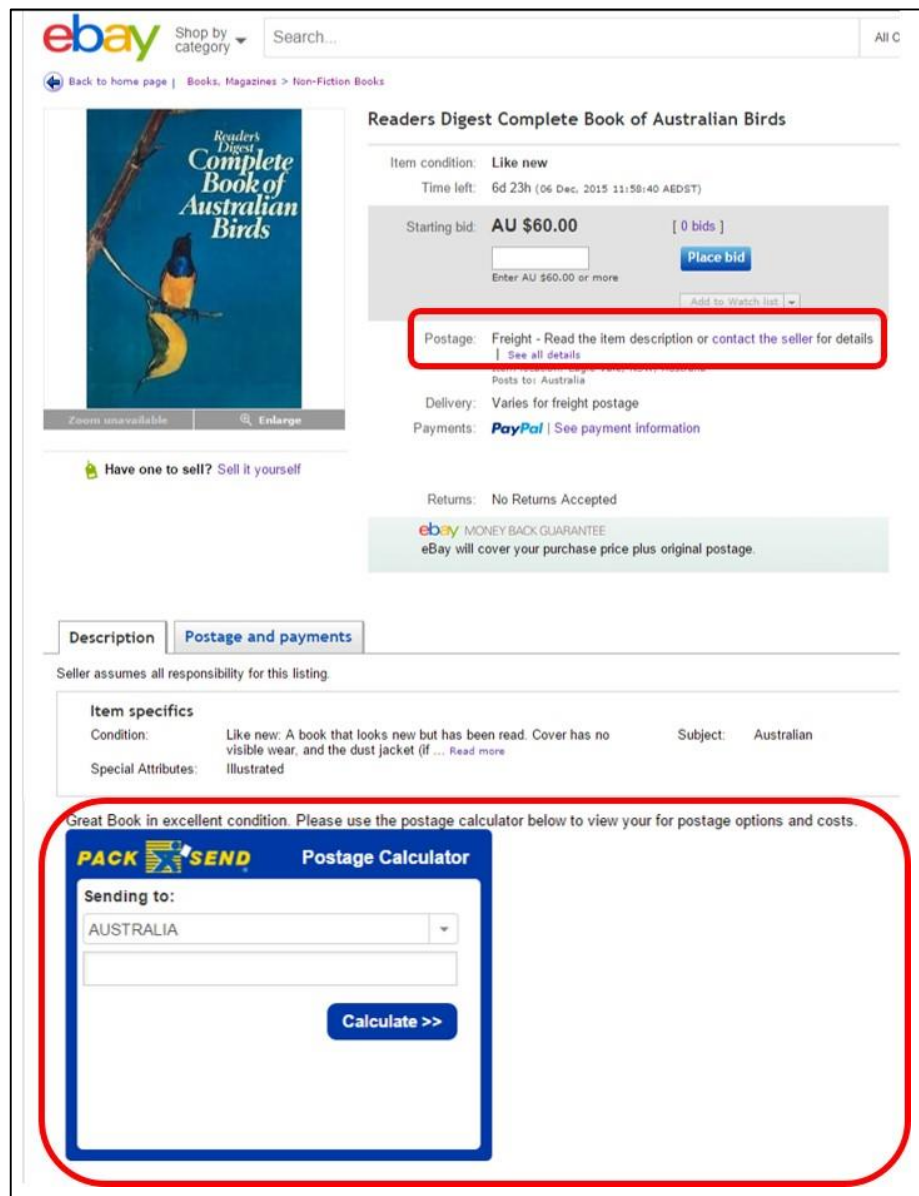 ebay Shop by category Search... All C
Back to home page | Books, Magazines > Non-Fiction Books
Readers Digest Complete Book of Australian Birds
Reader's
Digest
Complete
Book of
Australian
Birds
Zoom unavailable Enlarge
Have one to sell? Sell it yourself
Item condition: Like new
Time left: 6d 23h (06 Dec, 2015 11:58:40 AEDST)
Starting bid: AU $60.00 [ 0 bids ]
Place bid
Enter AU $60.00 or more
Add to Watch list
Postage: Freight - Read the item description or contact the seller for details
| See all details
Item location: Eagle Vale, NSW, Australia
Posts to: Australia
Delivery: Varies for freight postage
Payments: PayPal | See payment information
Returns: No Returns Accepted
ebay MONEY BACK GUARANTEE
eBay will cover your purchase price plus original postage.
Description Postage and payments
Seller assumes all responsibility for this listing.
Item specifics
Condition: Like new: A book that looks new but has been read. Cover has no Subject: Australian
visible wear, and the dust jacket (if ... Read more
Special Attributes: Illustrated
Great Book in excellent condition. Please use the postage calculator below to view your for postage options and costs.
PACK SEND Postage Calculator
Sending to:
AUSTRALIA
Calculate >>